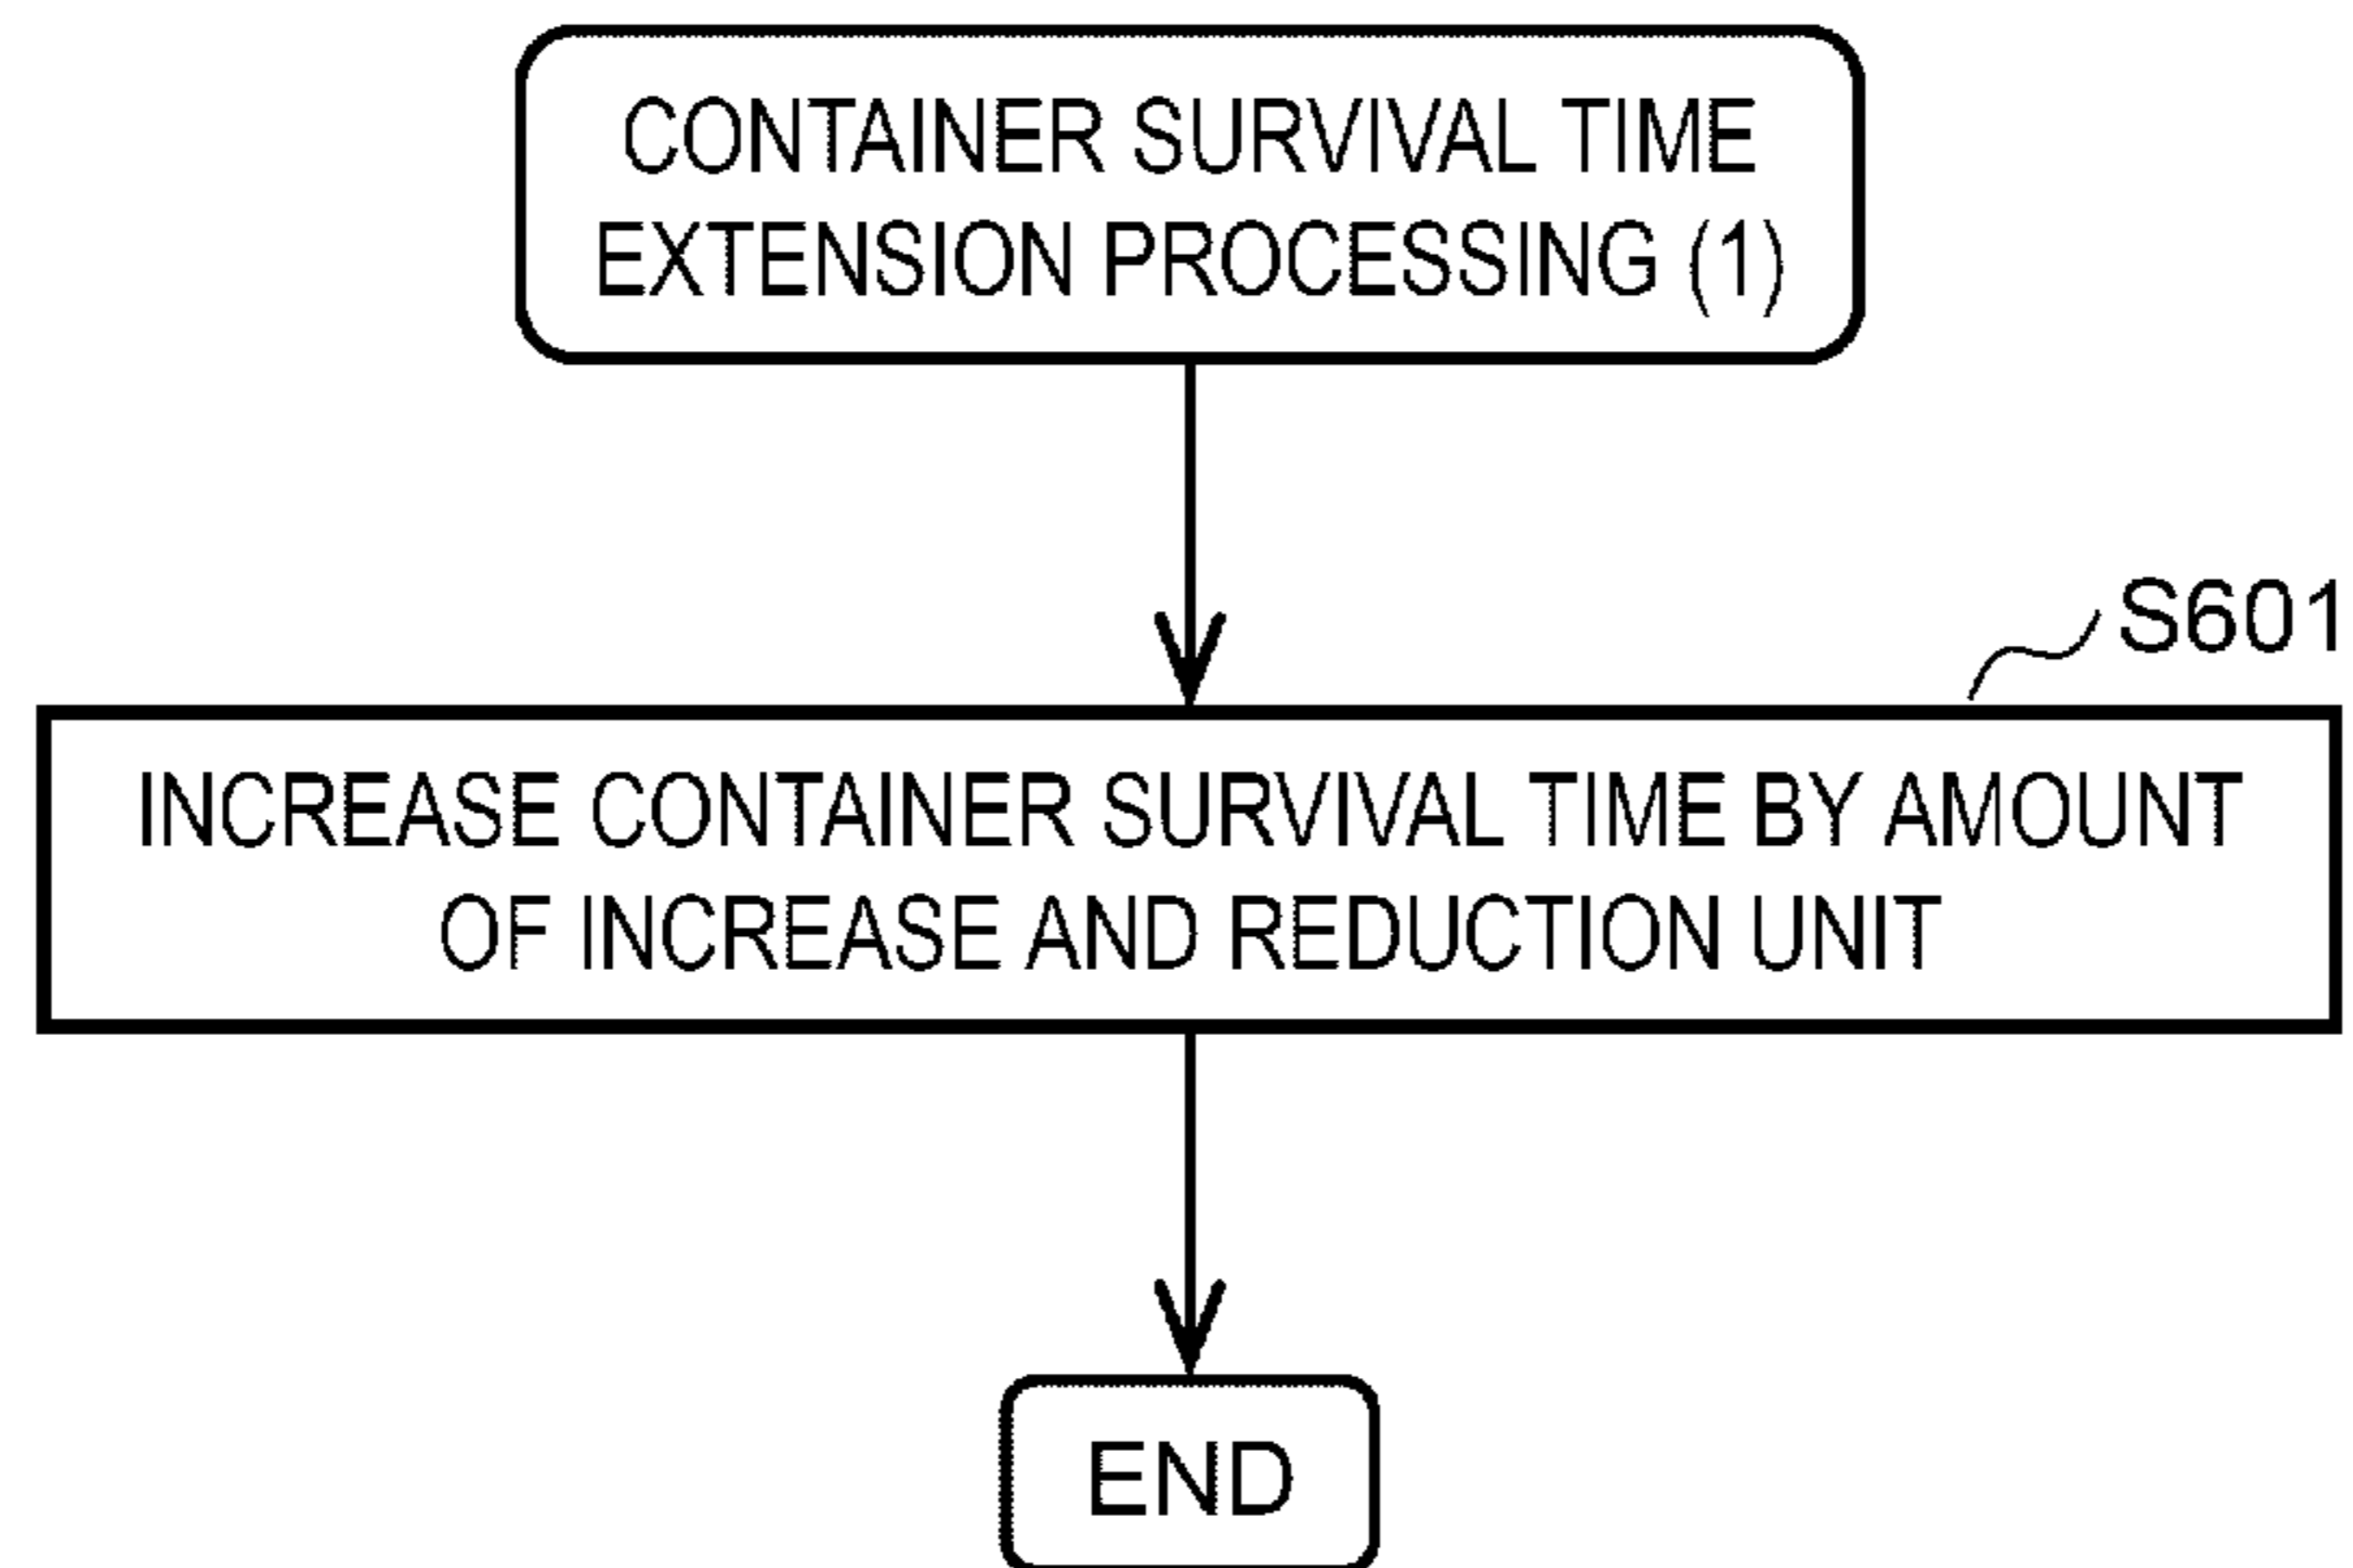 CONTAINER SURVIVAL TIME
EXTENSION PROCESSING (1)
S601
INCREASE CONTAINER SURVIVAL TIME BY AMOUNT
OF INCREASE AND REDUCTION UNIT
END